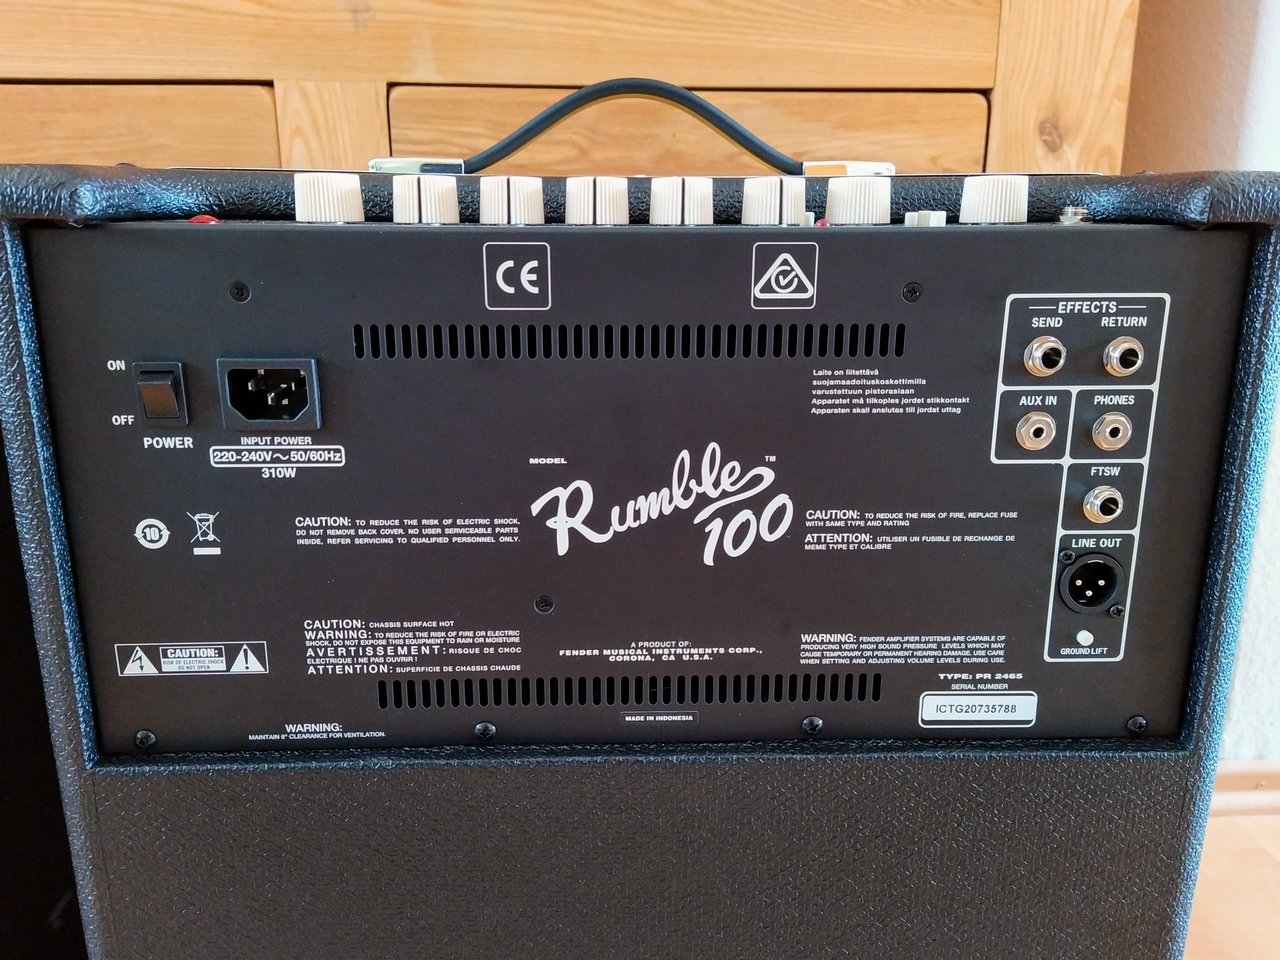 CE
EFFECTS
SEND RETURN
AUX IN PHONES
FTSW
LINE OUT
GROUND LIFT
ON
OFF
POWER
INPUT POWER
220-240V~50/60Hz
310W
Laite on liitettävä
suojamaadoituskoskettimilla
varustettuun pistorasiaan
Apparatet må tilkoples jordet stikkontakt
Apparaten skall anslutas till jordat uttag
MODEL
Rumble™
100
10
CAUTION: TO REDUCE THE RISK OF ELECTRIC SHOCK,
DO NOT REMOVE BACK COVER. NO USER SERVICEABLE PARTS
INSIDE, REFER SERVICING TO QUALIFIED PERSONNEL ONLY.
CAUTION: TO REDUCE THE RISK OF FIRE, REPLACE FUSE
WITH SAME TYPE AND RATING
ATTENTION: UTILISER UN FUSIBLE DE RECHANGE DE
MEME TYPE ET CALIBRE
CAUTION:
RISK OF ELECTRIC SHOCK
DO NOT OPEN
CAUTION: CHASSIS SURFACE HOT
WARNING: TO REDUCE THE RISK OF FIRE OR ELECTRIC
SHOCK, DO NOT EXPOSE THIS EQUIPMENT TO RAIN OR MOISTURE
AVERTISSEMENT: RISQUE DE CHOC
ELECTRIQUE ! NE PAS OUVRIR !
ATTENTION: SUPERFICIE DE CHASSIS CHAUDE
A PRODUCT OF:
FENDER MUSICAL INSTRUMENTS CORP.,
CORONA, CA U.S.A.
WARNING: FENDER AMPLIFIER SYSTEMS ARE CAPABLE OF
PRODUCING VERY HIGH SOUND PRESSURE LEVELS WHICH MAY
CAUSE TEMPORARY OR PERMANENT HEARING DAMAGE. USE CARE
WHEN SETTING AND ADJUSTING VOLUME LEVELS DURING USE.
TYPE: PR 2465
SERIAL NUMBER
ICTG20735788
MADE IN INDONESIA
WARNING:
MAINTAIN 6" CLEARANCE FOR VENTILATION.